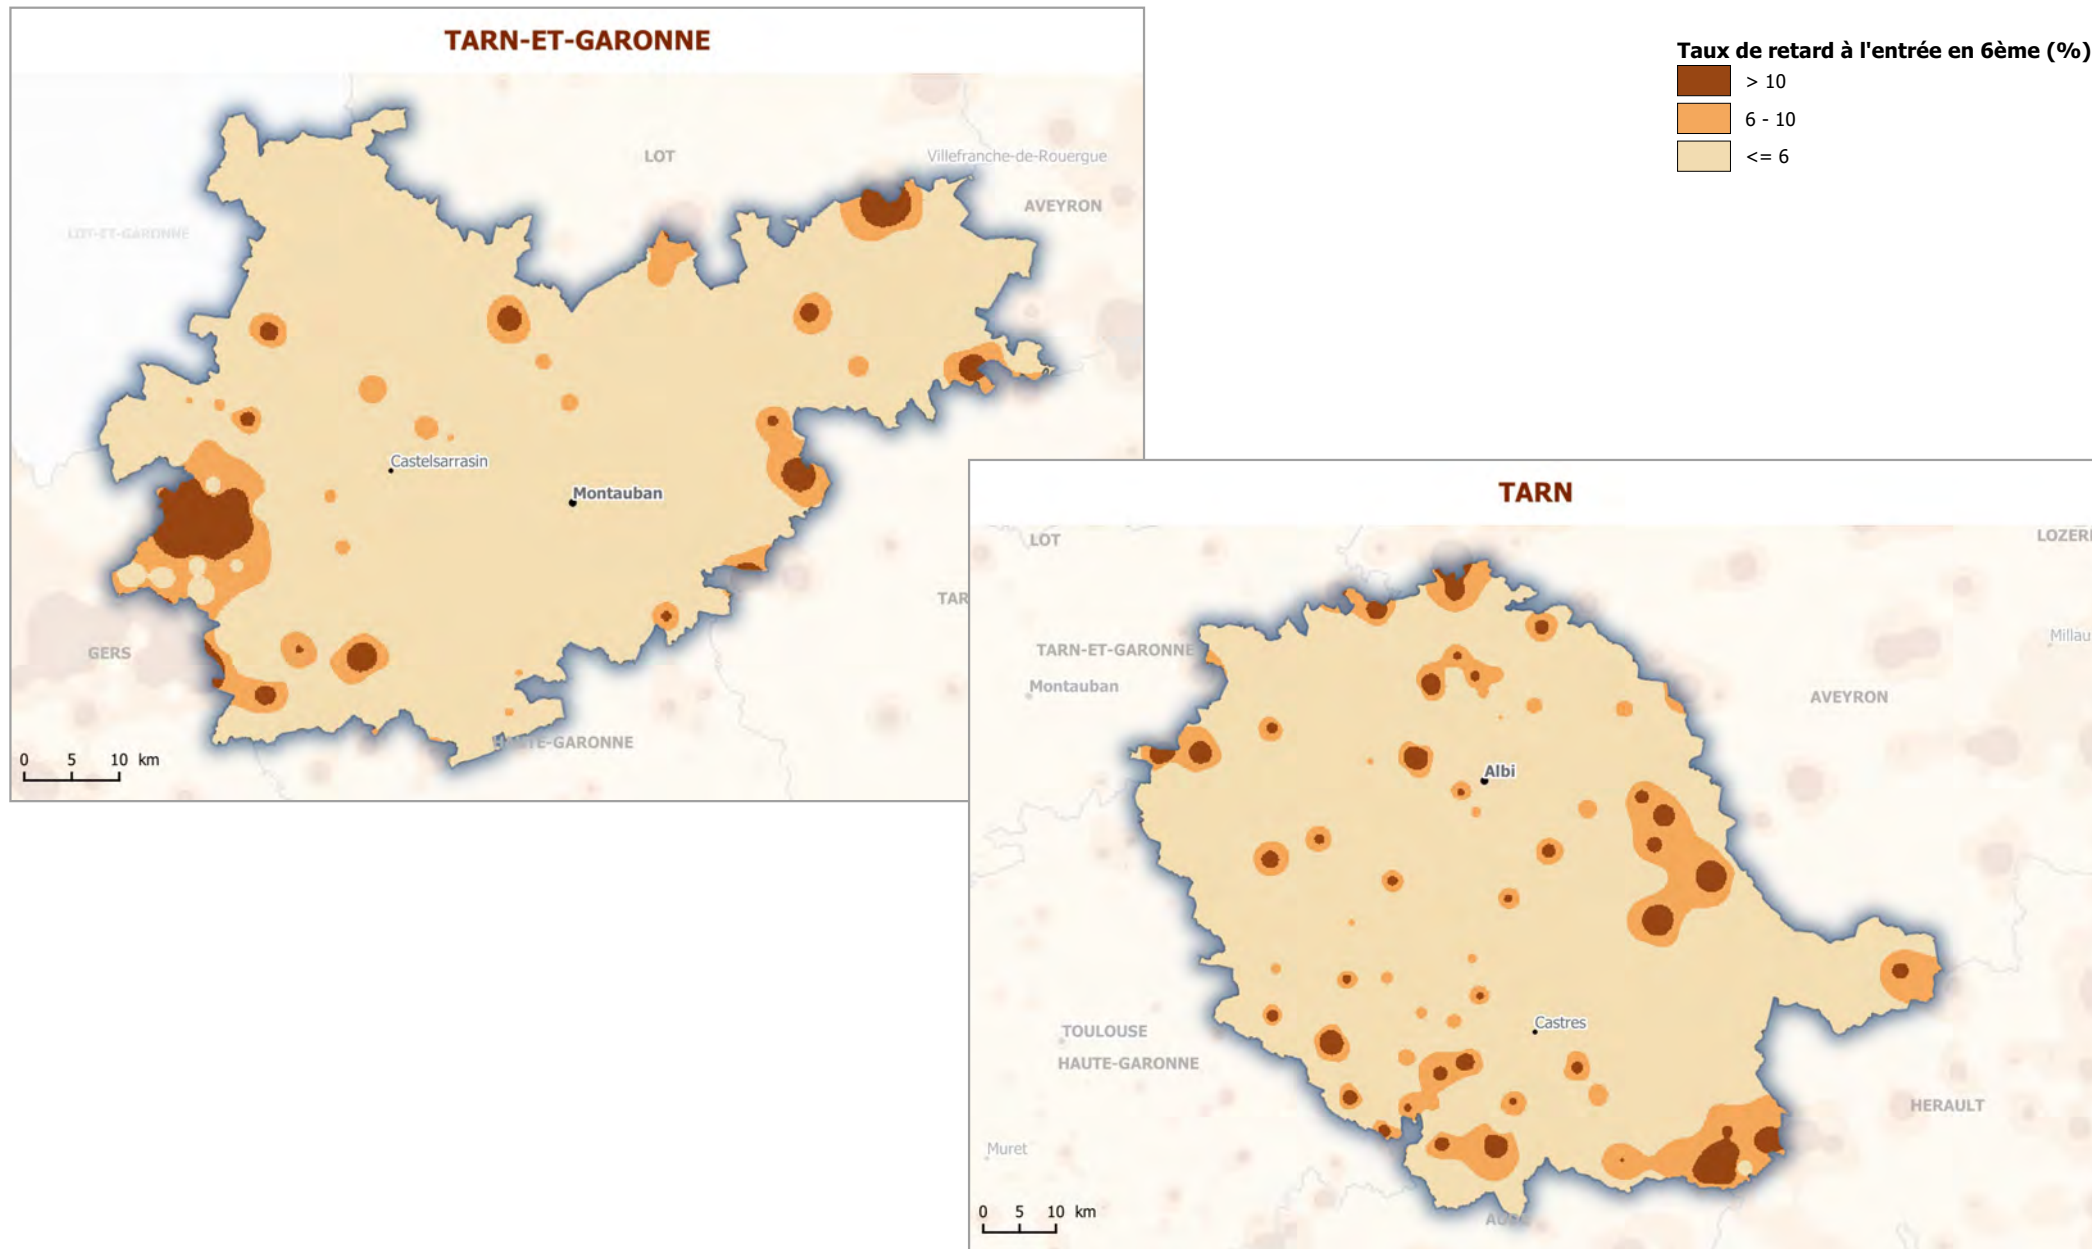 TARN-ET-GARONNE
Taux de retard à l'entrée en 6ème (%)
> 10
6 - 10
<= 6
LOT
Villefranche-de-Rouergue
AVEYRON
LOT-ET-GARONNE
Castelsarrasin
Montauban
TAR
GERS
HAUTE-GARONNE
0 5 10 km
TARN
LOT
LOZER
TARN-ET-GARONNE
Montauban
Millau
AVEYRON
Albi
Castres
TOULOUSE
HAUTE-GARONNE
HERAULT
Muret
AUDE
0 5 10 km